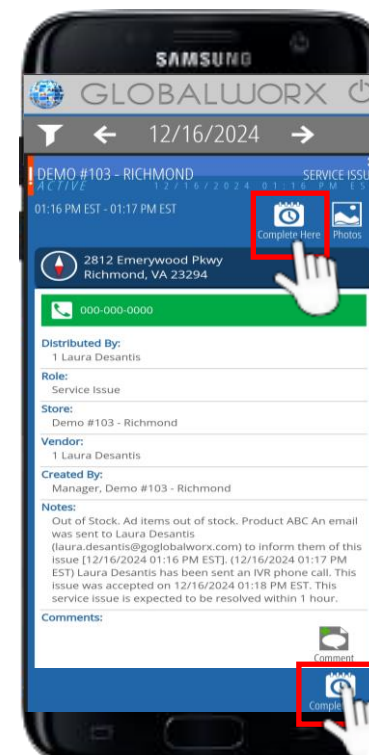 SAMSUNG
GLOBALWORX
12/16/2024
DEMO #103 - RICHMOND SERVICE ISSU
ACTIVE 12/16/2024 01:16 PM ES
01:16 PM EST - 01:17 PM EST
Complete Here Photos
2812 Emerywood Pkwy
Richmond, VA 23294
000-000-0000
Distributed By:
1 Laura Desantis
Role:
Service Issue
Store:
Demo #103 - Richmond
Vendor:
1 Laura Desantis
Created By:
Manager, Demo #103 - Richmond
Notes:
Out of Stock. Ad items out of stock. Product ABC An email
was sent to Laura Desantis
(laura.desantis@goglobalworx.com) to inform them of this
issue [12/16/2024 01:16 PM EST]. (12/16/2024 01:17 PM
EST) Laura Desantis has been sent an IVR phone call. This
issue was accepted on 12/16/2024 01:18 PM EST. This
service issue is expected to be resolved within 1 hour.
Comments:
Comment